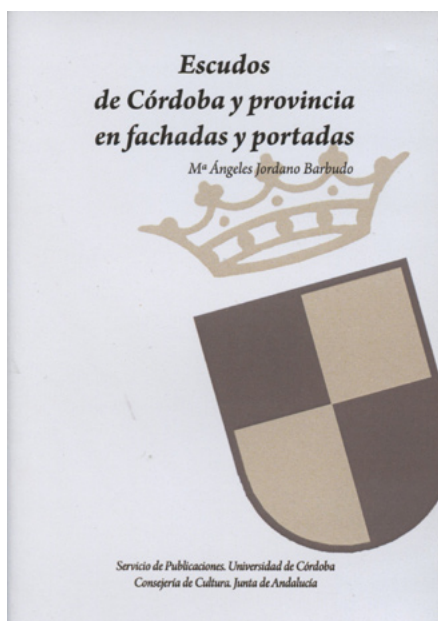 Escudos
de Córdoba y provincia
en fachadas y portadas
Mª Ángeles Jordano Barbudo
Servicio de Publicaciones. Universidad de Córdoba
Consejería de Cultura. Junta de Andalucía